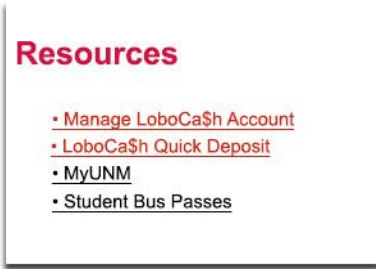 Resources
• Manage LoboCa$h Account
• LoboCa$h Quick Deposit
• MyUNM
• Student Bus Passes